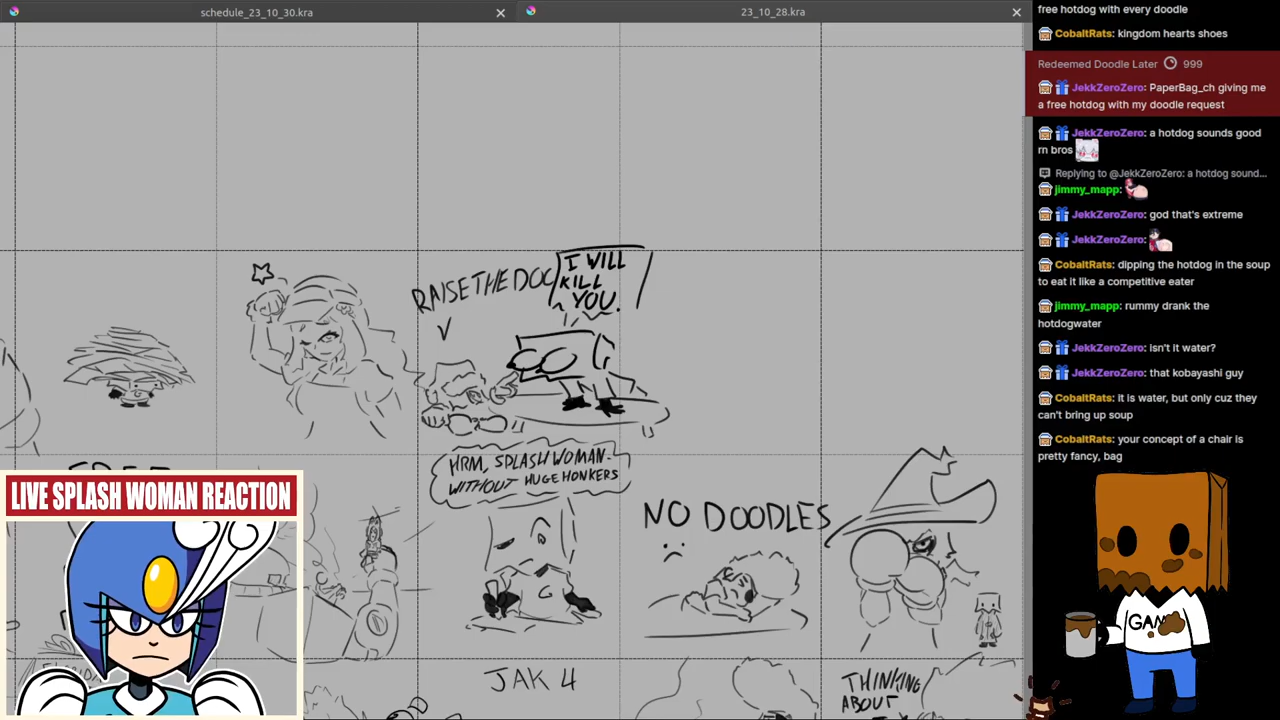 schedule_23_10_30.kra
23_10_28.kra
RAISE THE DOC
I WILL
KILL
YOU.
HRM, SPLASH WOMAN.
WITHOUT HUGE HONKERS
NO DOODLES
JAK 4
THINKING
ABOUT
LIVE SPLASH WOMAN REACTION
free hotdog with every doodle
CobaltRats: kingdom hearts shoes
Redeemed Doodle Later 999
JekkZeroZero: PaperBag_ch giving me
a free hotdog with my doodle request
JekkZeroZero: a hotdog sounds good
rn bros
Replying to @JekkZeroZero: a hotdog sound...
jimmy_mapp:
JekkZeroZero: god that's extreme
JekkZeroZero:
CobaltRats: dipping the hotdog in the soup
to eat it like a competitive eater
jimmy_mapp: rummy drank the
hotdogwater
JekkZeroZero: isn't it water?
JekkZeroZero: that kobayashi guy
CobaltRats: it is water, but only cuz they
can't bring up soup
CobaltRats: your concept of a chair is
pretty fancy, bag